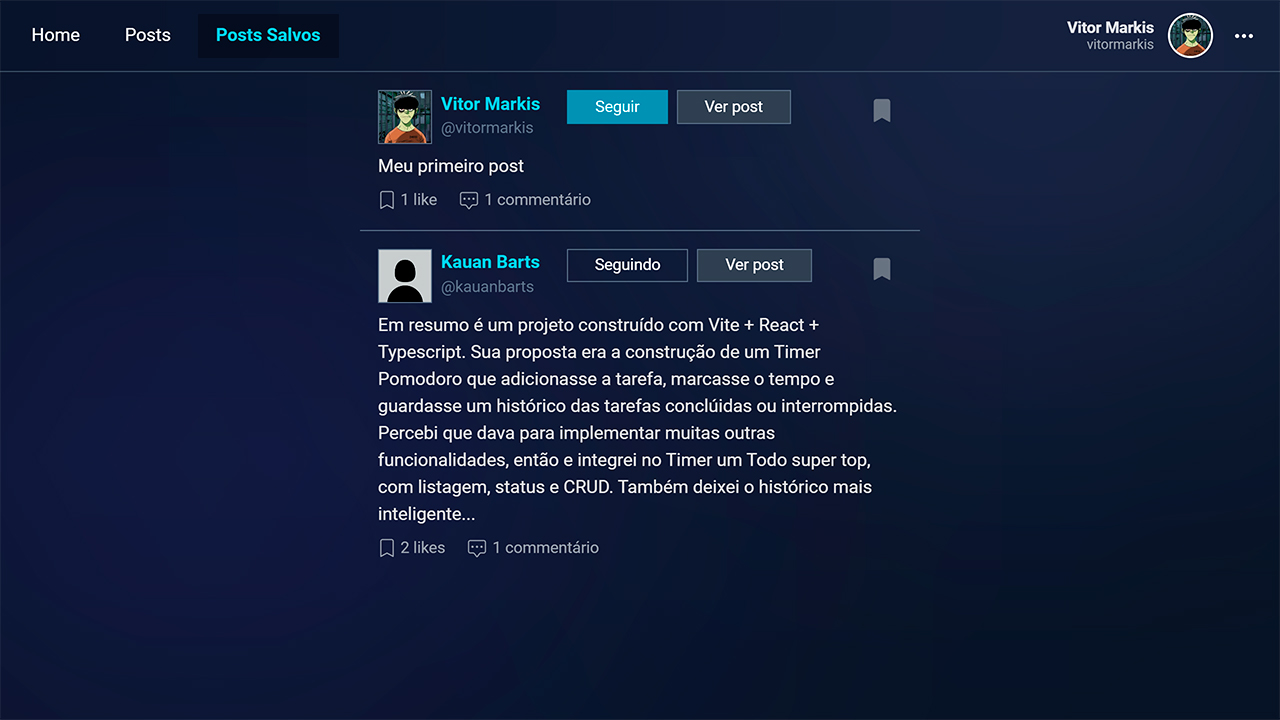 Home Posts Posts Salvos Vitor Markis
vitormarkis
Vitor Markis Seguir Ver post
@vitormarkis
Meu primeiro post
1 like 1 commentário
Kauan Barts Seguindo Ver post
@kauanbarts
Em resumo é um projeto construído com Vite + React +
Typescript. Sua proposta era a construção de um Timer
Pomodoro que adicionasse a tarefa, marcasse o tempo e
guardasse um histórico das tarefas conclúidas ou interrompidas.
Percebi que dava para implementar muitas outras
funcionalidades, então e integrei no Timer um Todo super top,
com listagem, status e CRUD. Também deixei o histórico mais
inteligente...
2 likes 1 commentário